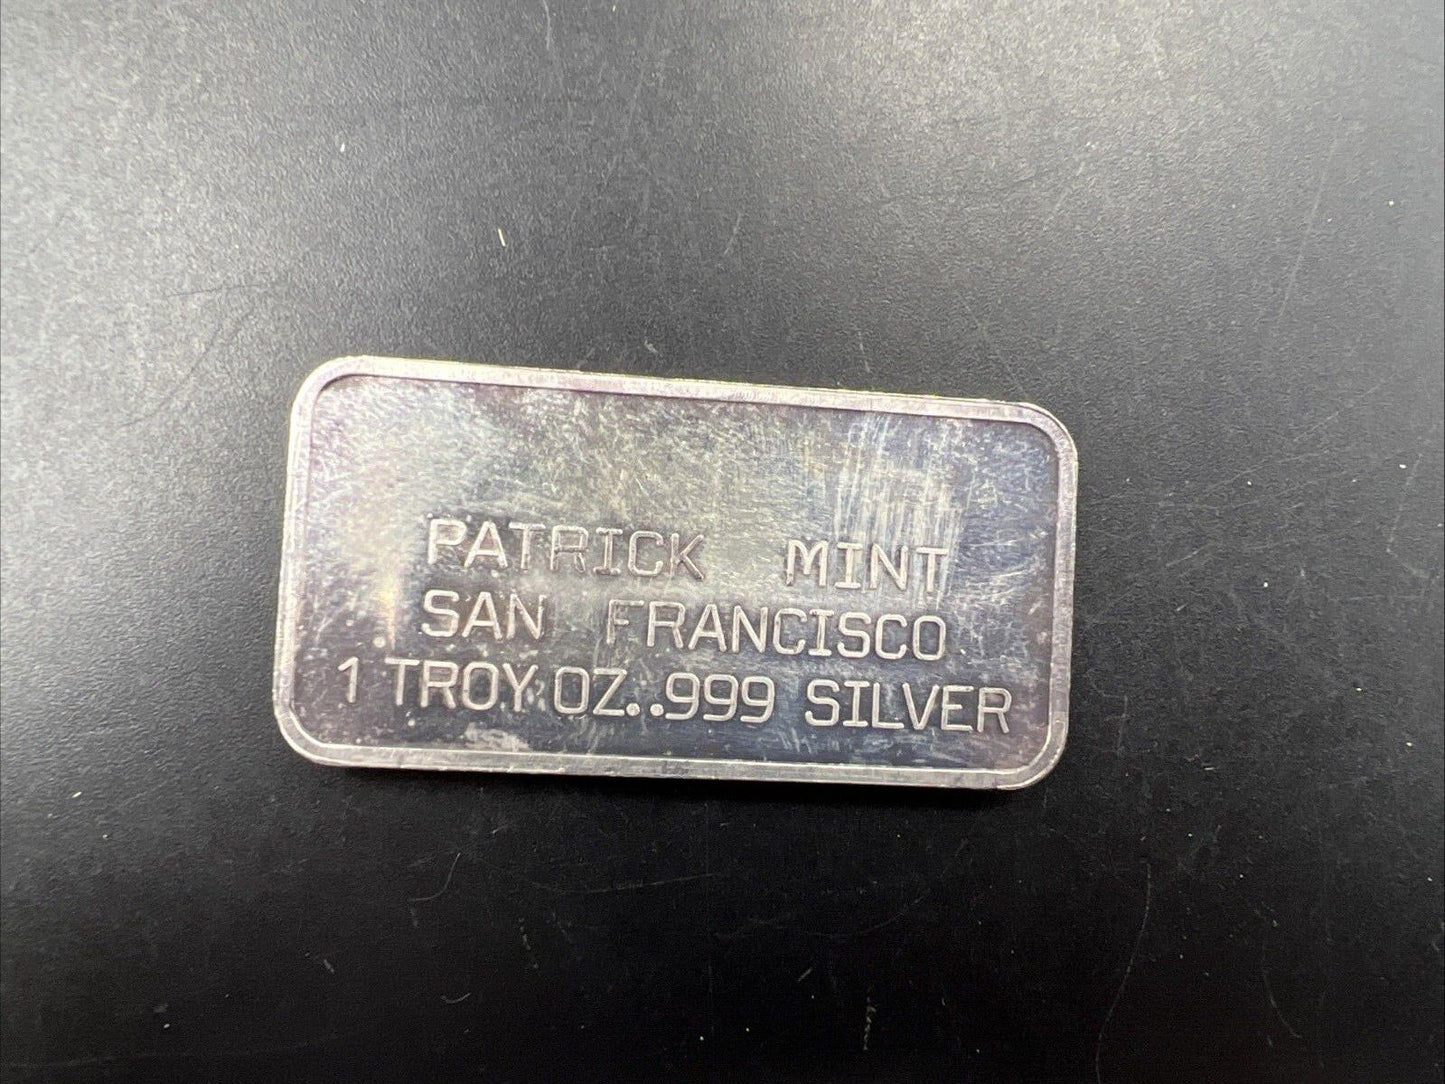 PATRICK MINT
SAN FRANCISCO
1 TROY OZ..999 SILVER